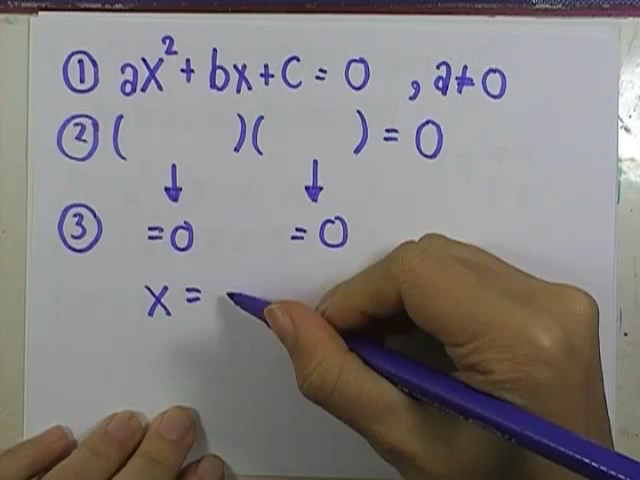 ① ax² + bx + c = 0 , a ≠ 0
② ( )( ) = 0
↓ ↓
③ = 0 = 0
x =